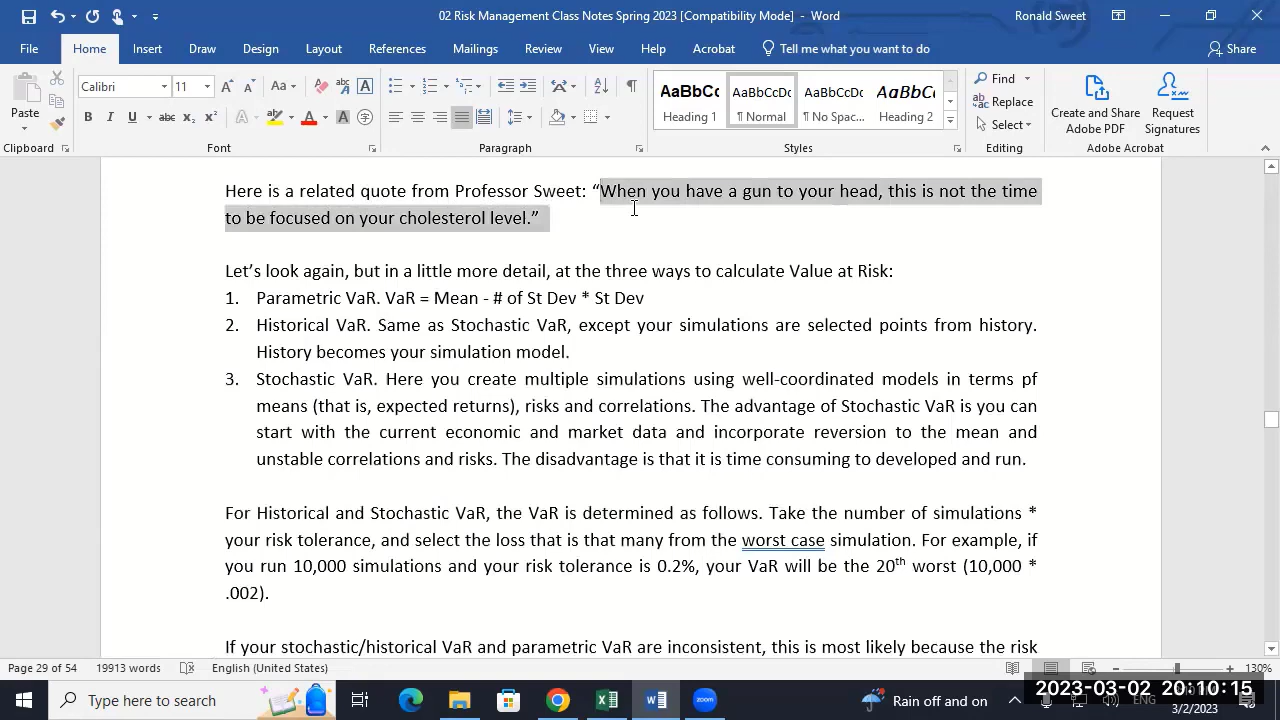 02 Risk Management Class Notes Spring 2023 [Compatibility Mode] - Word
Ronald Sweet
File Home Insert Draw Design Layout References Mailings Review View Help Acrobat Tell me what you want to do Share
Calibri 11
AaBbCc AaBbCcDc AaBbCcDc AaBbCc
Find
Replace
Select
Paste
Heading 1 ¶ Normal ¶ No Spac... Heading 2
Create and Share Adobe PDF
Request Signatures
Clipboard Font Paragraph Styles Editing Adobe Acrobat
Here is a related quote from Professor Sweet: “When you have a gun to your head, this is not the time
to be focused on your cholesterol level.”
Let’s look again, but in a little more detail, at the three ways to calculate Value at Risk:
1. Parametric VaR. VaR = Mean - # of St Dev * St Dev
2. Historical VaR. Same as Stochastic VaR, except your simulations are selected points from history.
History becomes your simulation model.
3. Stochastic VaR. Here you create multiple simulations using well-coordinated models in terms pf
means (that is, expected returns), risks and correlations. The advantage of Stochastic VaR is you can
start with the current economic and market data and incorporate reversion to the mean and
unstable correlations and risks. The disadvantage is that it is time consuming to developed and run.
For Historical and Stochastic VaR, the VaR is determined as follows. Take the number of simulations *
your risk tolerance, and select the loss that is that many from the worst case simulation. For example, if
you run 10,000 simulations and your risk tolerance is 0.2%, your VaR will be the 20th worst (10,000 *
.002).
If your stochastic/historical VaR and parametric VaR are inconsistent, this is most likely because the risk
Page 29 of 54 19913 words English (United States) 130%
Type here to search
zoom
Rain off and on
ENG
2023-03-02 20:10:15
3/2/2023